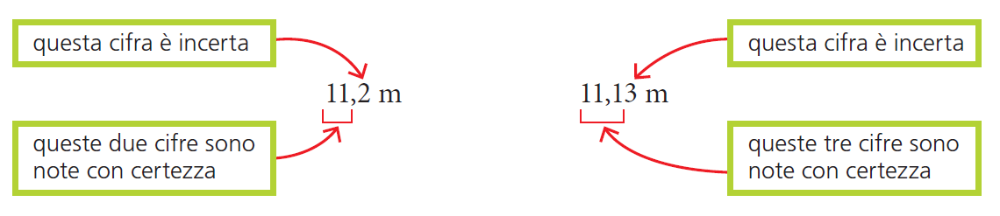 questa cifra è incerta
11,2 m
queste due cifre sono
note con certezza
questa cifra è incerta
11,13 m
queste tre cifre sono
note con certezza